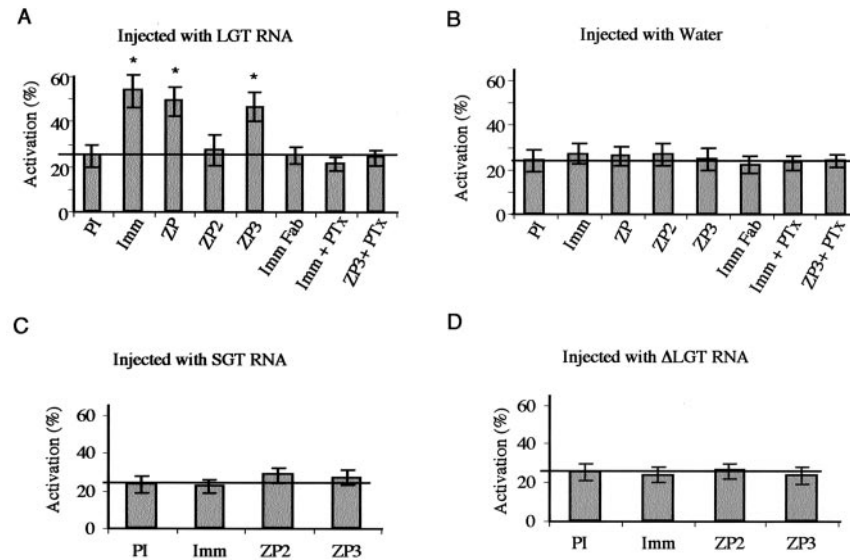 A
Injected with LGT RNA
Activation (%)
60
40
20
0
* * *
PI Imm ZP ZP2 ZP3 Imm Fab Imm + PTx ZP3+ PTx
B
Injected with Water
Activation (%)
60
40
20
0
PI Imm ZP ZP2 ZP3 Imm Fab Imm + PTx ZP3+ PTx
C
Injected with SGT RNA
Activation (%)
60
40
20
0
PI Imm ZP2 ZP3
D
Injected with ΔLGT RNA
Activation (%)
60
40
20
0
PI Imm ZP2 ZP3